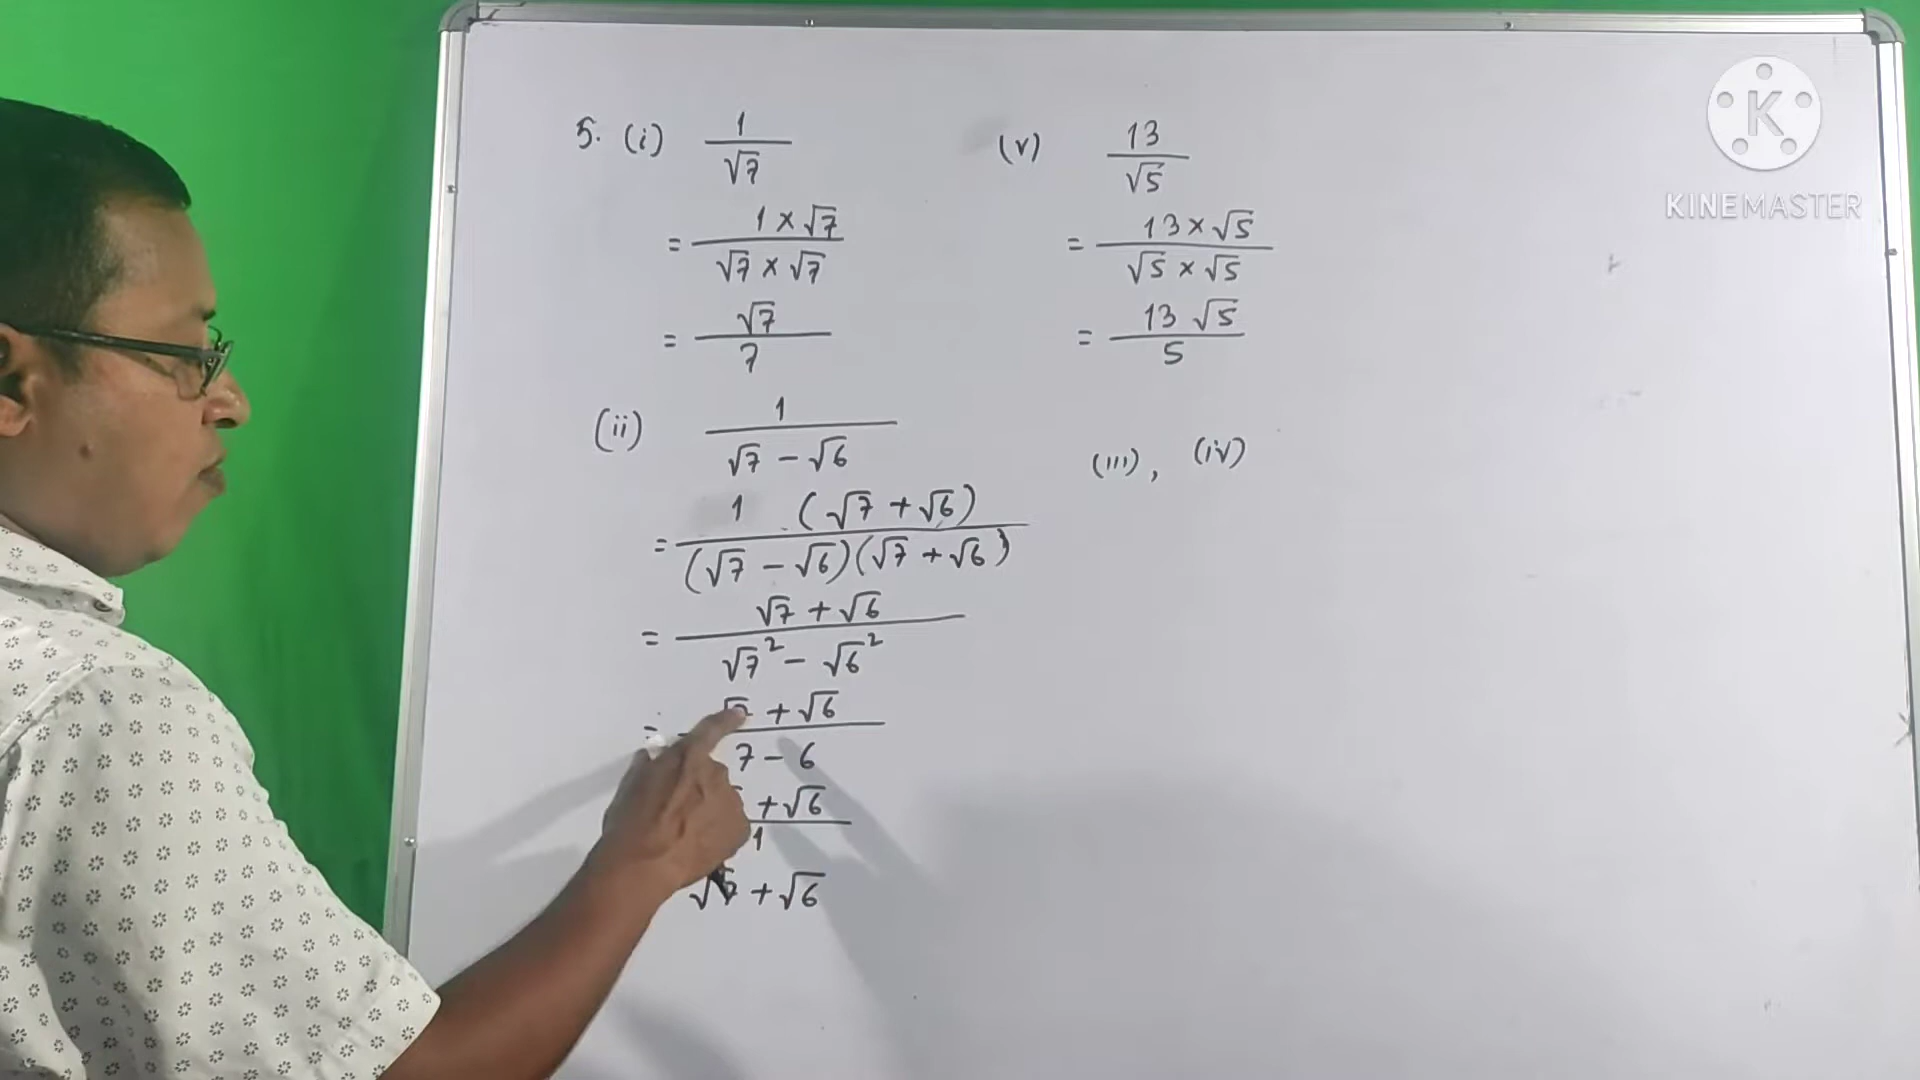 5. (i) 1
√7
= 1 × √7
√7 × √7
= √7
7
(ii) 1
√7 − √6
= 1 (√7 + √6)
(√7 − √6)(√7 + √6)
= √7 + √6
√7² − √6²
= + √6
7 − 6
+ √6
1
√7 + √6
(v) 13
√5
= 13 × √5
√5 × √5
= 13 √5
5
(iii), (iv)
K
KINEMASTER